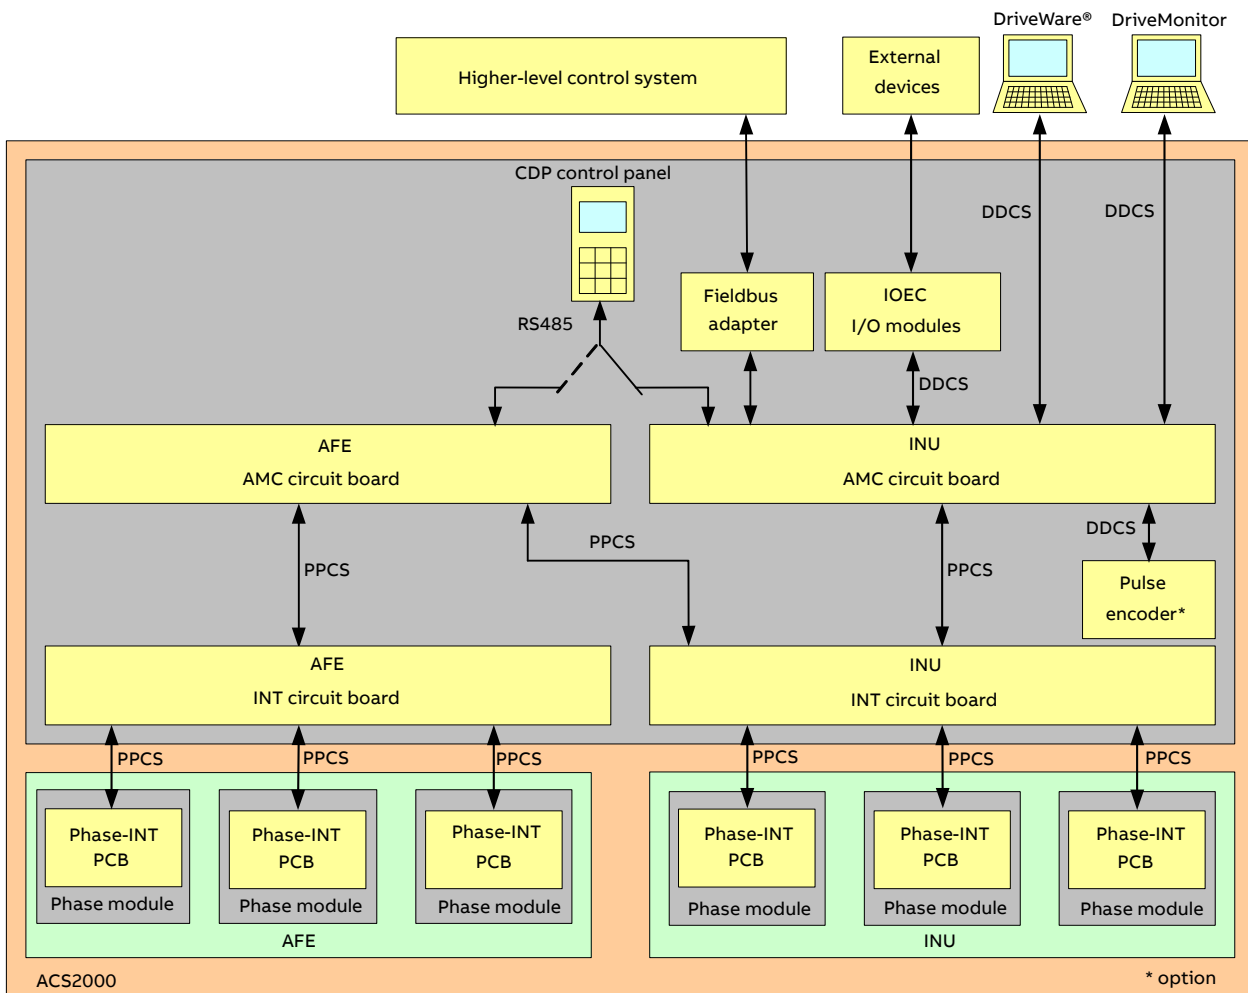 DriveWare®
DriveMonitor
Higher-level control system
External
devices
CDP control panel
DDCS
DDCS
Fieldbus
adapter
IOEC
I/O modules
RS485
DDCS
AFE
AMC circuit board
INU
AMC circuit board
PPCS
DDCS
PPCS
PPCS
Pulse
encoder*
AFE
INT circuit board
INU
INT circuit board
PPCS
PPCS
PPCS
PPCS
PPCS
PPCS
Phase-INT
PCB
Phase module
Phase-INT
PCB
Phase module
Phase-INT
PCB
Phase module
Phase-INT
PCB
Phase module
Phase-INT
PCB
Phase module
Phase-INT
PCB
Phase module
AFE
INU
ACS2000
* option